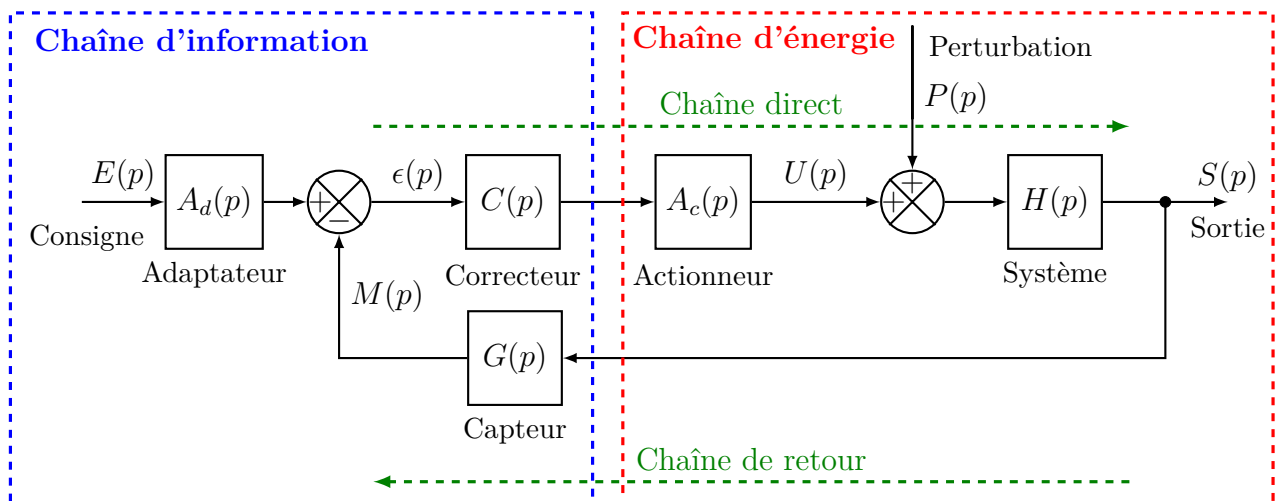 Chaîne d'information
Chaîne d'énergie
Perturbation
Chaîne direct
P(p)
E(p)
Consigne
A_d(p)
Adaptateur
+
−
ϵ(p)
C(p)
Correcteur
A_c(p)
Actionneur
U(p)
+
+
H(p)
Système
S(p)
Sortie
M(p)
G(p)
Capteur
Chaîne de retour